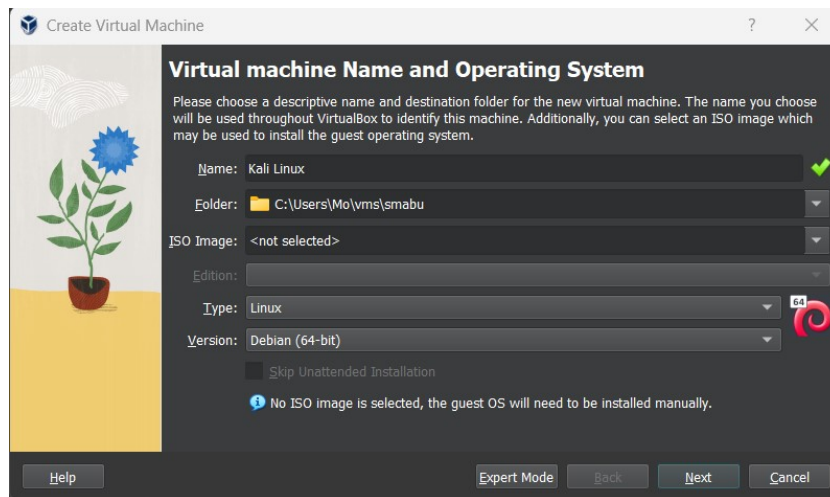 Create Virtual Machine
?
Virtual machine Name and Operating System
Please choose a descriptive name and destination folder for the new virtual machine. The name you choose
will be used throughout VirtualBox to identify this machine. Additionally, you can select an ISO image which
may be used to install the guest operating system.
Name: Kali Linux
Folder: C:\Users\Mo\vms\smabu
ISO Image: <not selected>
Edition:
Type: Linux
64
Version: Debian (64-bit)
Skip Unattended Installation
No ISO image is selected, the guest OS will need to be installed manually.
Help Expert Mode Back Next Cancel